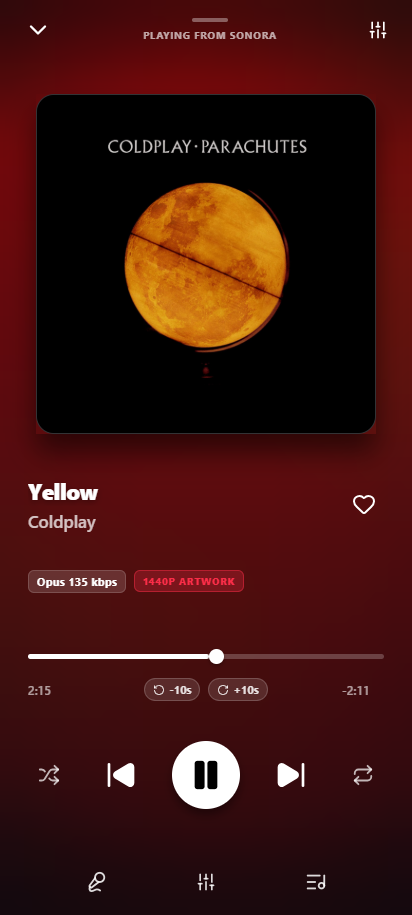 PLAYING FROM SONORA
COLDPLAY·PARACHUTES
Yellow
Coldplay
Opus 135 kbps
1440P ARTWORK
2:15
-10s
+10s
-2:11